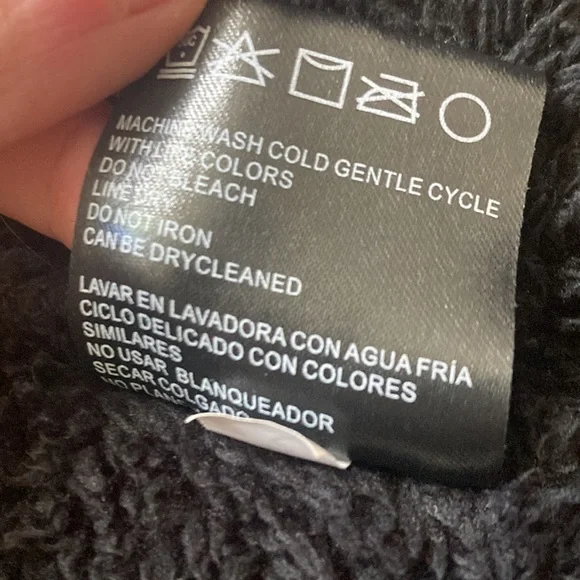 MACHINE WASH COLD GENTLE CYCLE
WITH LIKE COLORS
DO NOT BLEACH
LINE
DO NOT IRON
CAN BE DRYCLEANED
LAVAR EN LAVADORA CON AGUA FRÍA
CICLO DELICADO CON COLORES
SIMILARES
NO USAR BLANQUEADOR
SECAR COLGADO
NO